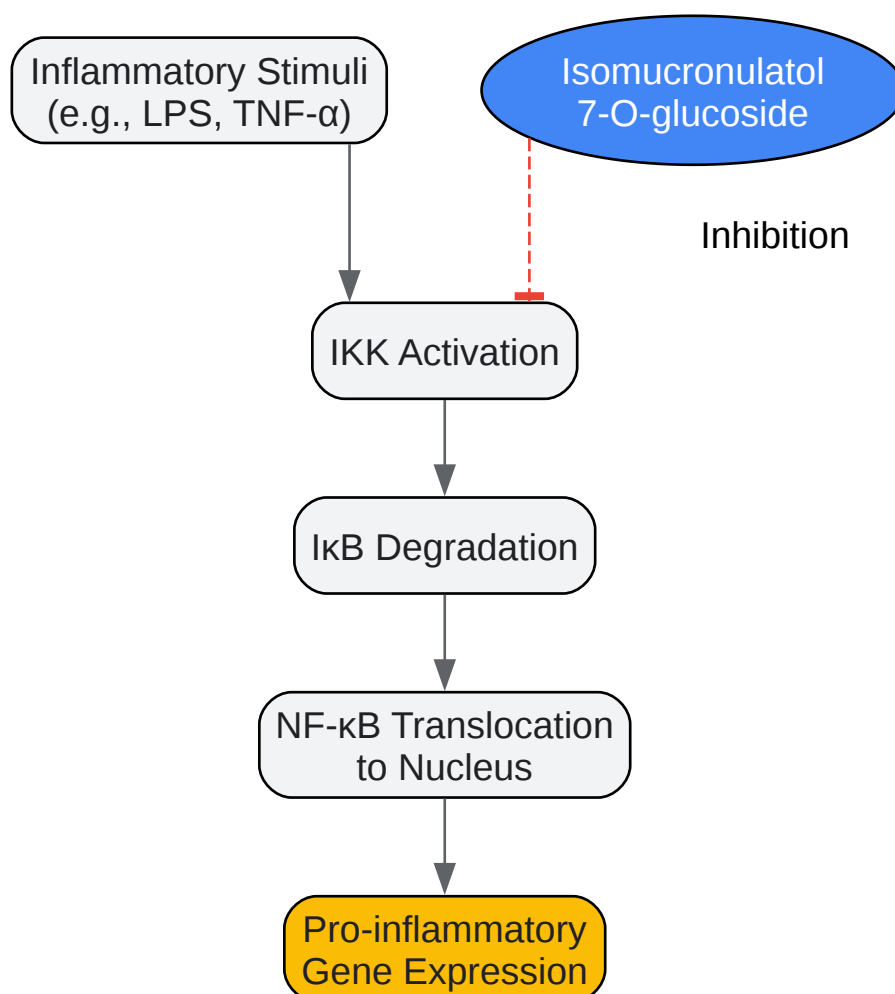 Inflammatory Stimuli
(e.g., LPS, TNF-α)
Isomucronulatol
7-O-glucoside
Inhibition
IKK Activation
IκB Degradation
NF-κB Translocation
to Nucleus
Pro-inflammatory
Gene Expression